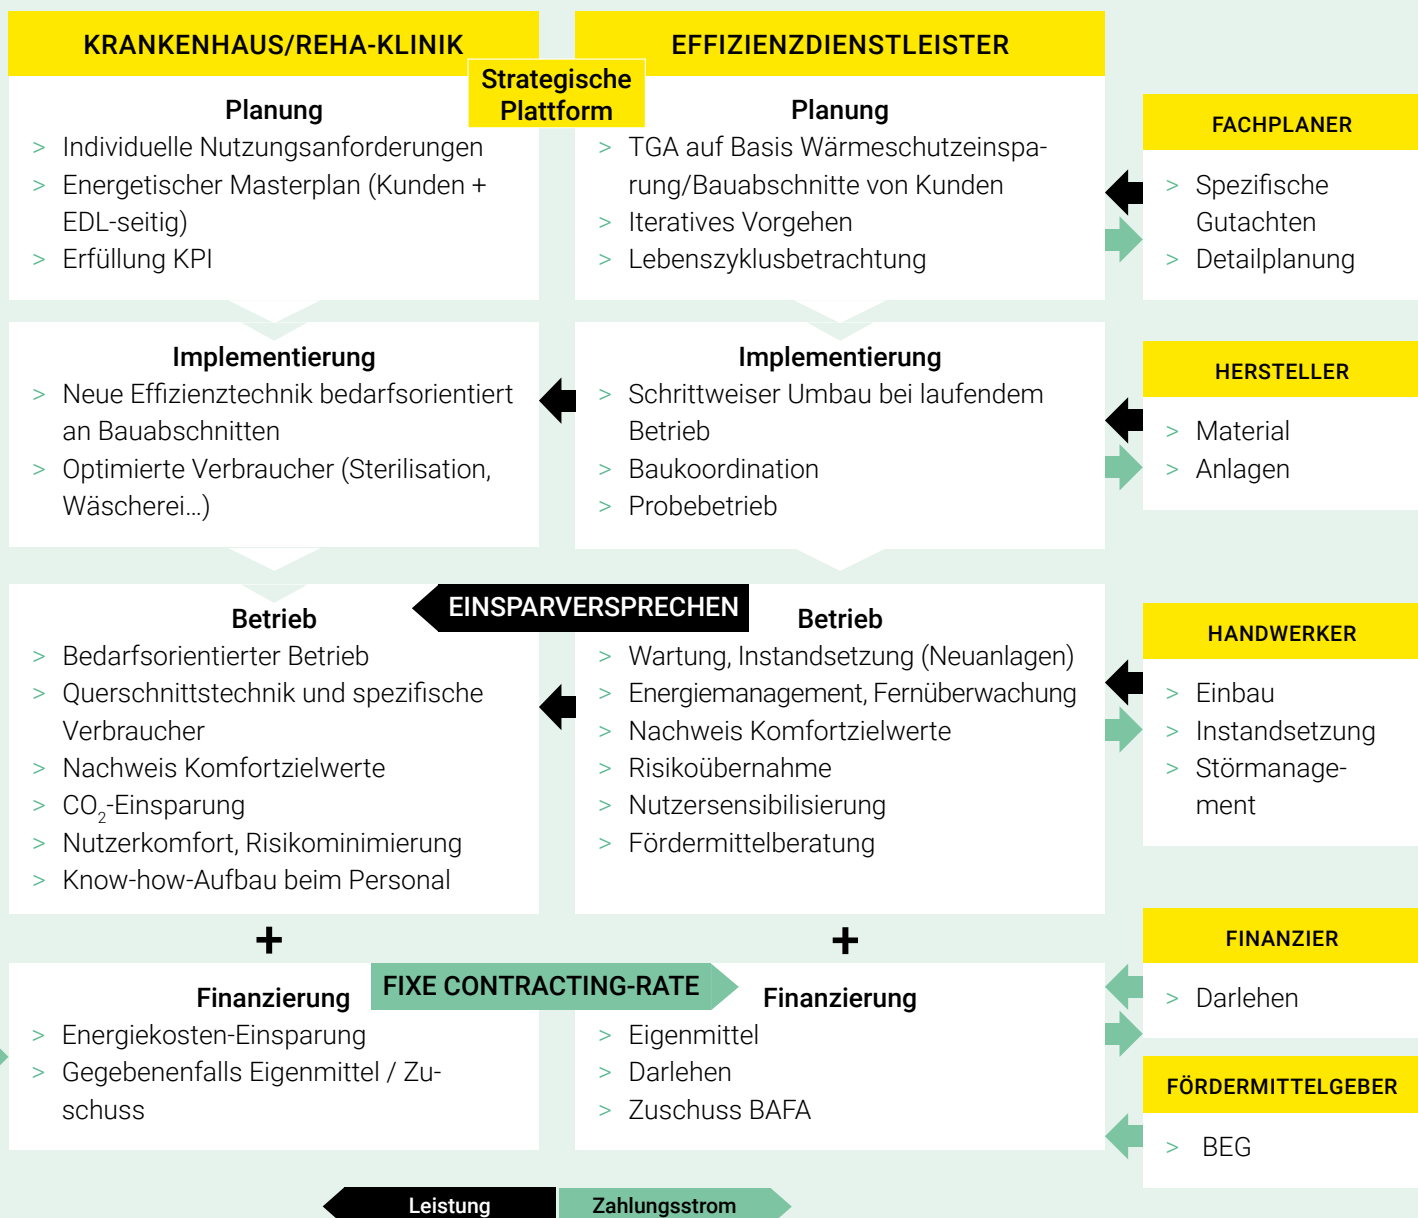 KRANKENHAUS/REHA-KLINIK
Planung
> Individuelle Nutzungsanforderungen
> Energetischer Masterplan (Kunden +
EDL-seitig)
> Erfüllung KPI
Implementierung
> Neue Effizienztechnik bedarfsorientiert
an Bauabschnitten
> Optimierte Verbraucher (Sterilisation,
Wäscherei...)
Betrieb
> Bedarfsorientierter Betrieb
> Querschnittstechnik und spezifische
Verbraucher
> Nachweis Komfortzielwerte
> CO₂-Einsparung
> Nutzerkomfort, Risikominimierung
> Know-how-Aufbau beim Personal
+
Finanzierung
> Energiekosten-Einsparung
> Gegebenenfalls Eigenmittel / Zu-
schuss
Strategische
Plattform
EINSPARVERSPRECHEN
FIXE CONTRACTING-RATE
EFFIZIENZDIENSTLEISTER
Planung
> TGA auf Basis Wärmeschutzeinspa-
rung/Bauabschnitte von Kunden
> Iteratives Vorgehen
> Lebenszyklusbetrachtung
Implementierung
> Schrittweiser Umbau bei laufendem
Betrieb
> Baukoordination
> Probebetrieb
Betrieb
> Wartung, Instandsetzung (Neuanlagen)
> Energiemanagement, Fernüberwachung
> Nachweis Komfortzielwerte
> Risikoübernahme
> Nutzersensibilisierung
> Fördermittelberatung
+
Finanzierung
> Eigenmittel
> Darlehen
> Zuschuss BAFA
FACHPLANER
> Spezifische
Gutachten
> Detailplanung
HERSTELLER
> Material
> Anlagen
HANDWERKER
> Einbau
> Instandsetzung
> Störmanage-
ment
FINANZIER
> Darlehen
FÖRDERMITTELGEBER
> BEG
Leistung
Zahlungsstrom